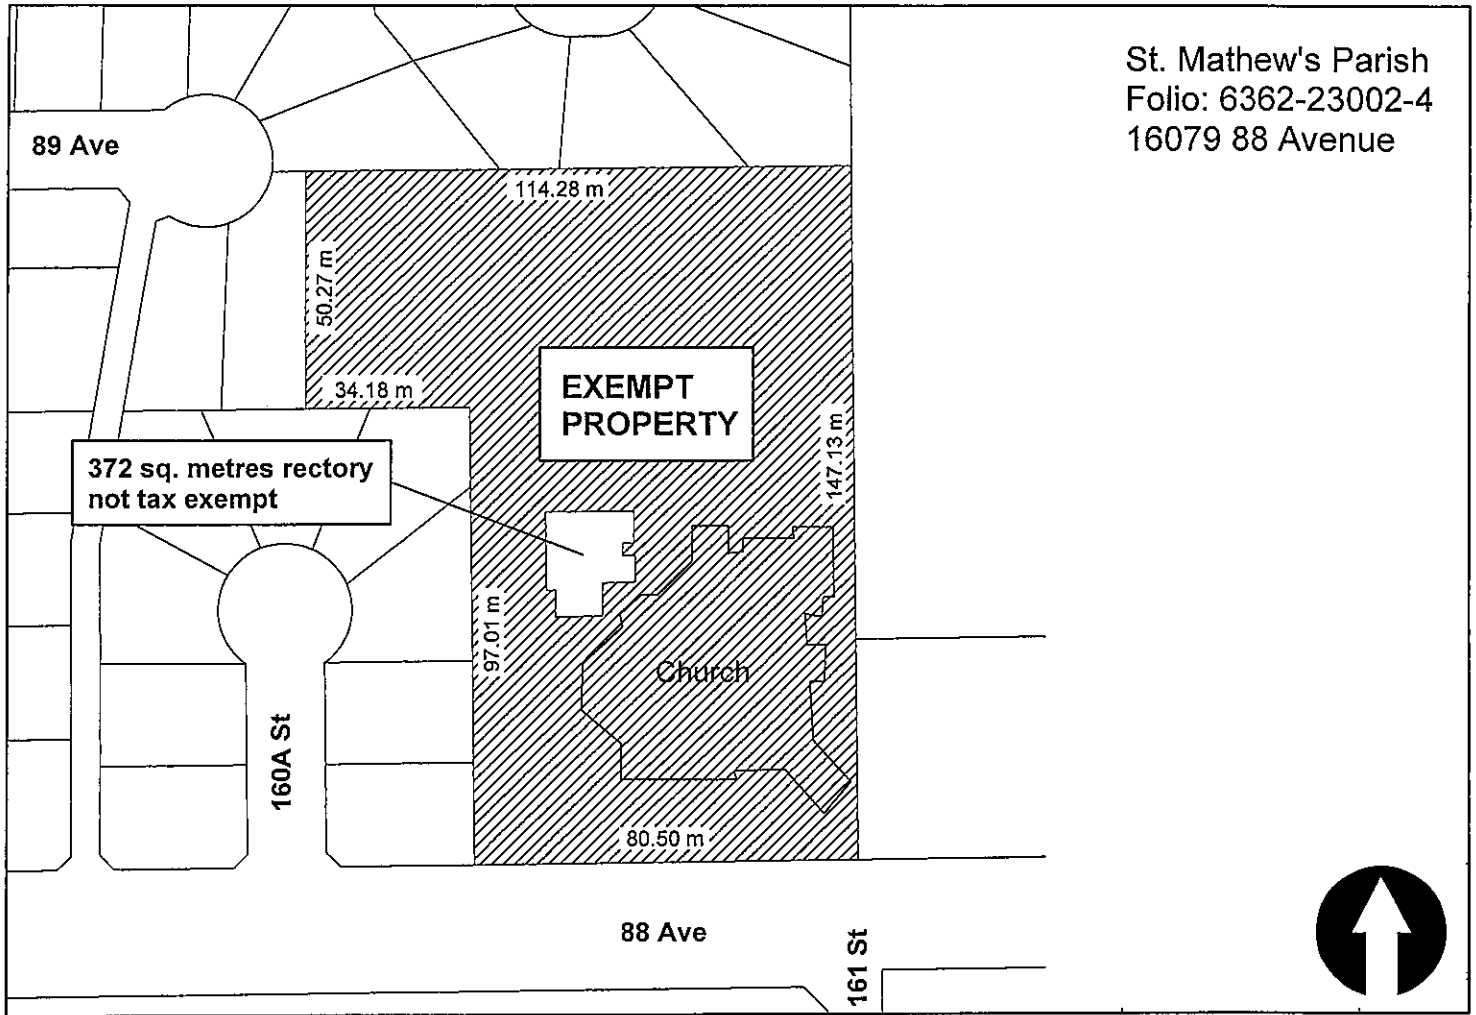 St. Mathew's Parish
Folio: 6362-23002-4
16079 88 Avenue
89 Ave
114.28 m
50.27 m
34.18 m
EXEMPT
PROPERTY
147.13 m
372 sq. metres rectory
not tax exempt
97.01 m
Church
160A St
80.50 m
88 Ave
161 St